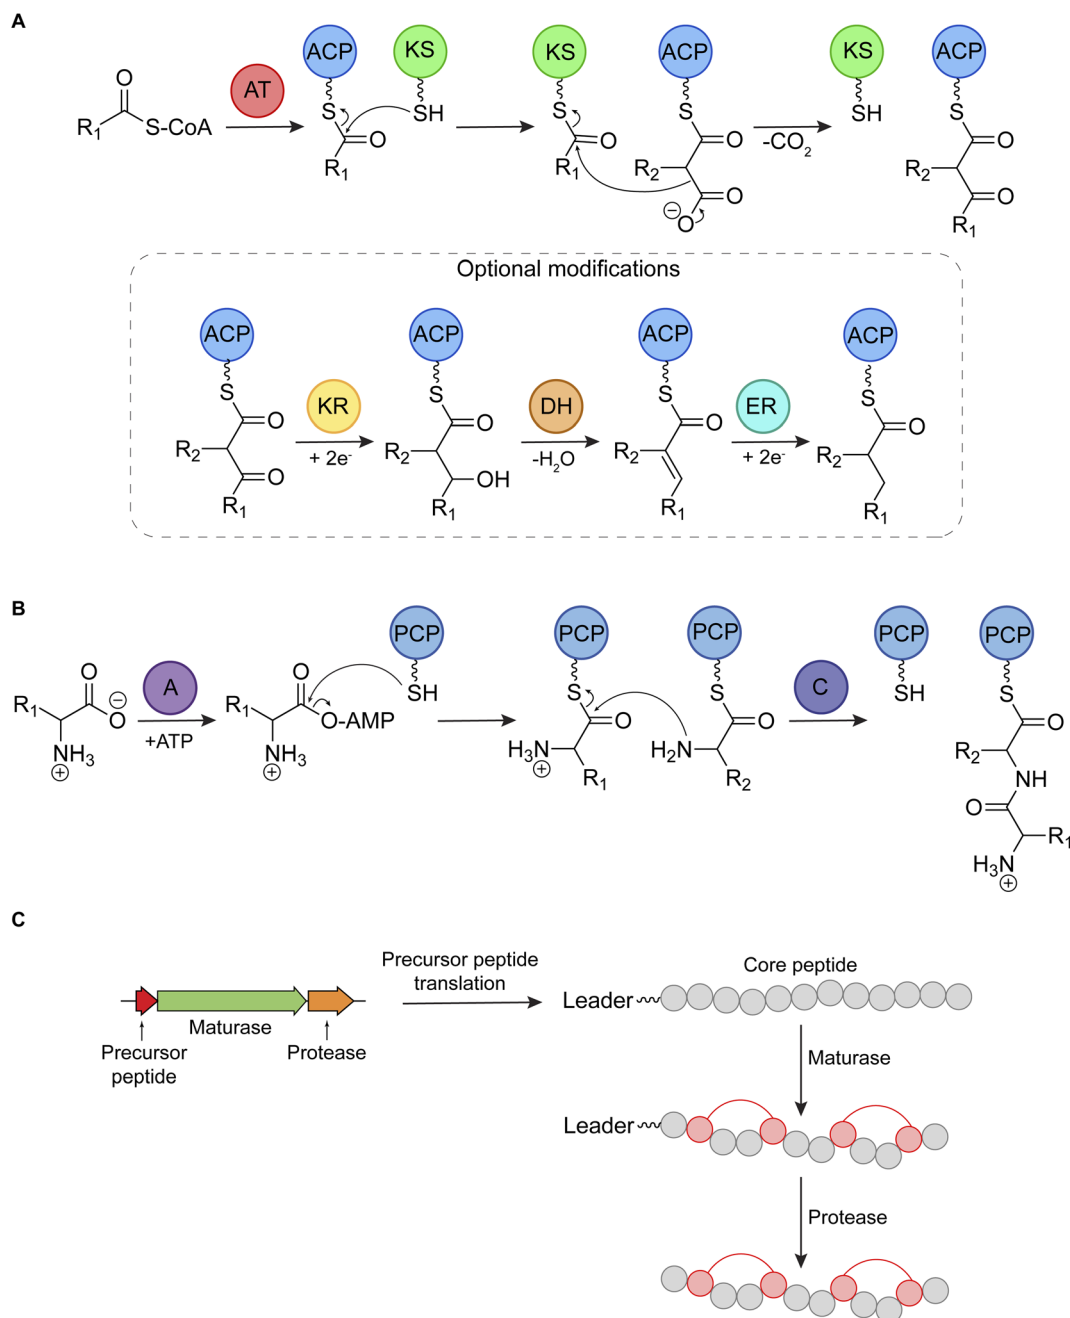 A
ACP KS KS ACP KS ACP
AT
O
R1 S-CoA
S SH S S SH S
O O O O
R1 R1 R2 -CO2 R2
O O
⊖ O R1
Optional modifications
ACP ACP ACP ACP
KR DH ER
S S S S
O O O O
+ 2e- -H2O + 2e-
R2 R2 R2 R2
O OH
R1 R1 R1 R1
B
PCP PCP PCP PCP PCP
A C
O O
SH S S SH S
R1 O ⊖ R1 O-AMP O O O
+ATP
NH3 NH3 H3N H2N R2
⊕ ⊕ ⊕ R1 R2 NH
O
R1
H3N
⊕
C
Precursor peptide
translation
Core peptide
Leader
Maturase
Precursor
peptide
Protease
Maturase
Leader
Protease